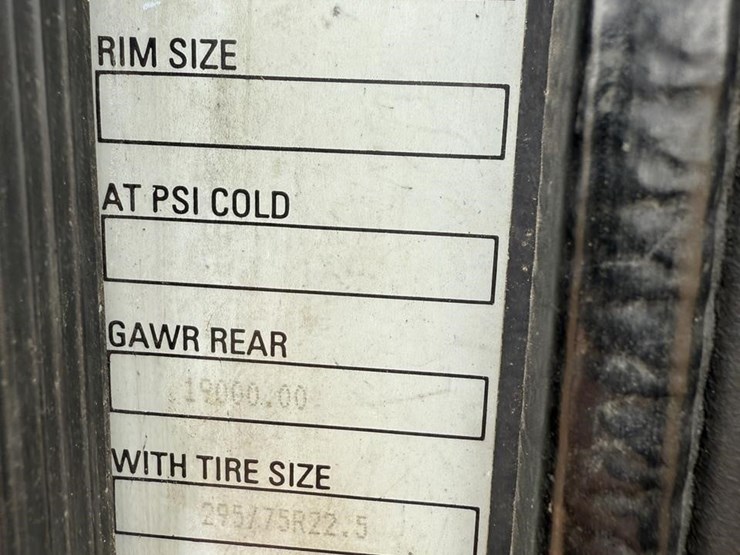 RIM SIZE
AT PSI COLD
GAWR REAR
19000.00
WITH TIRE SIZE
295/75R22.5